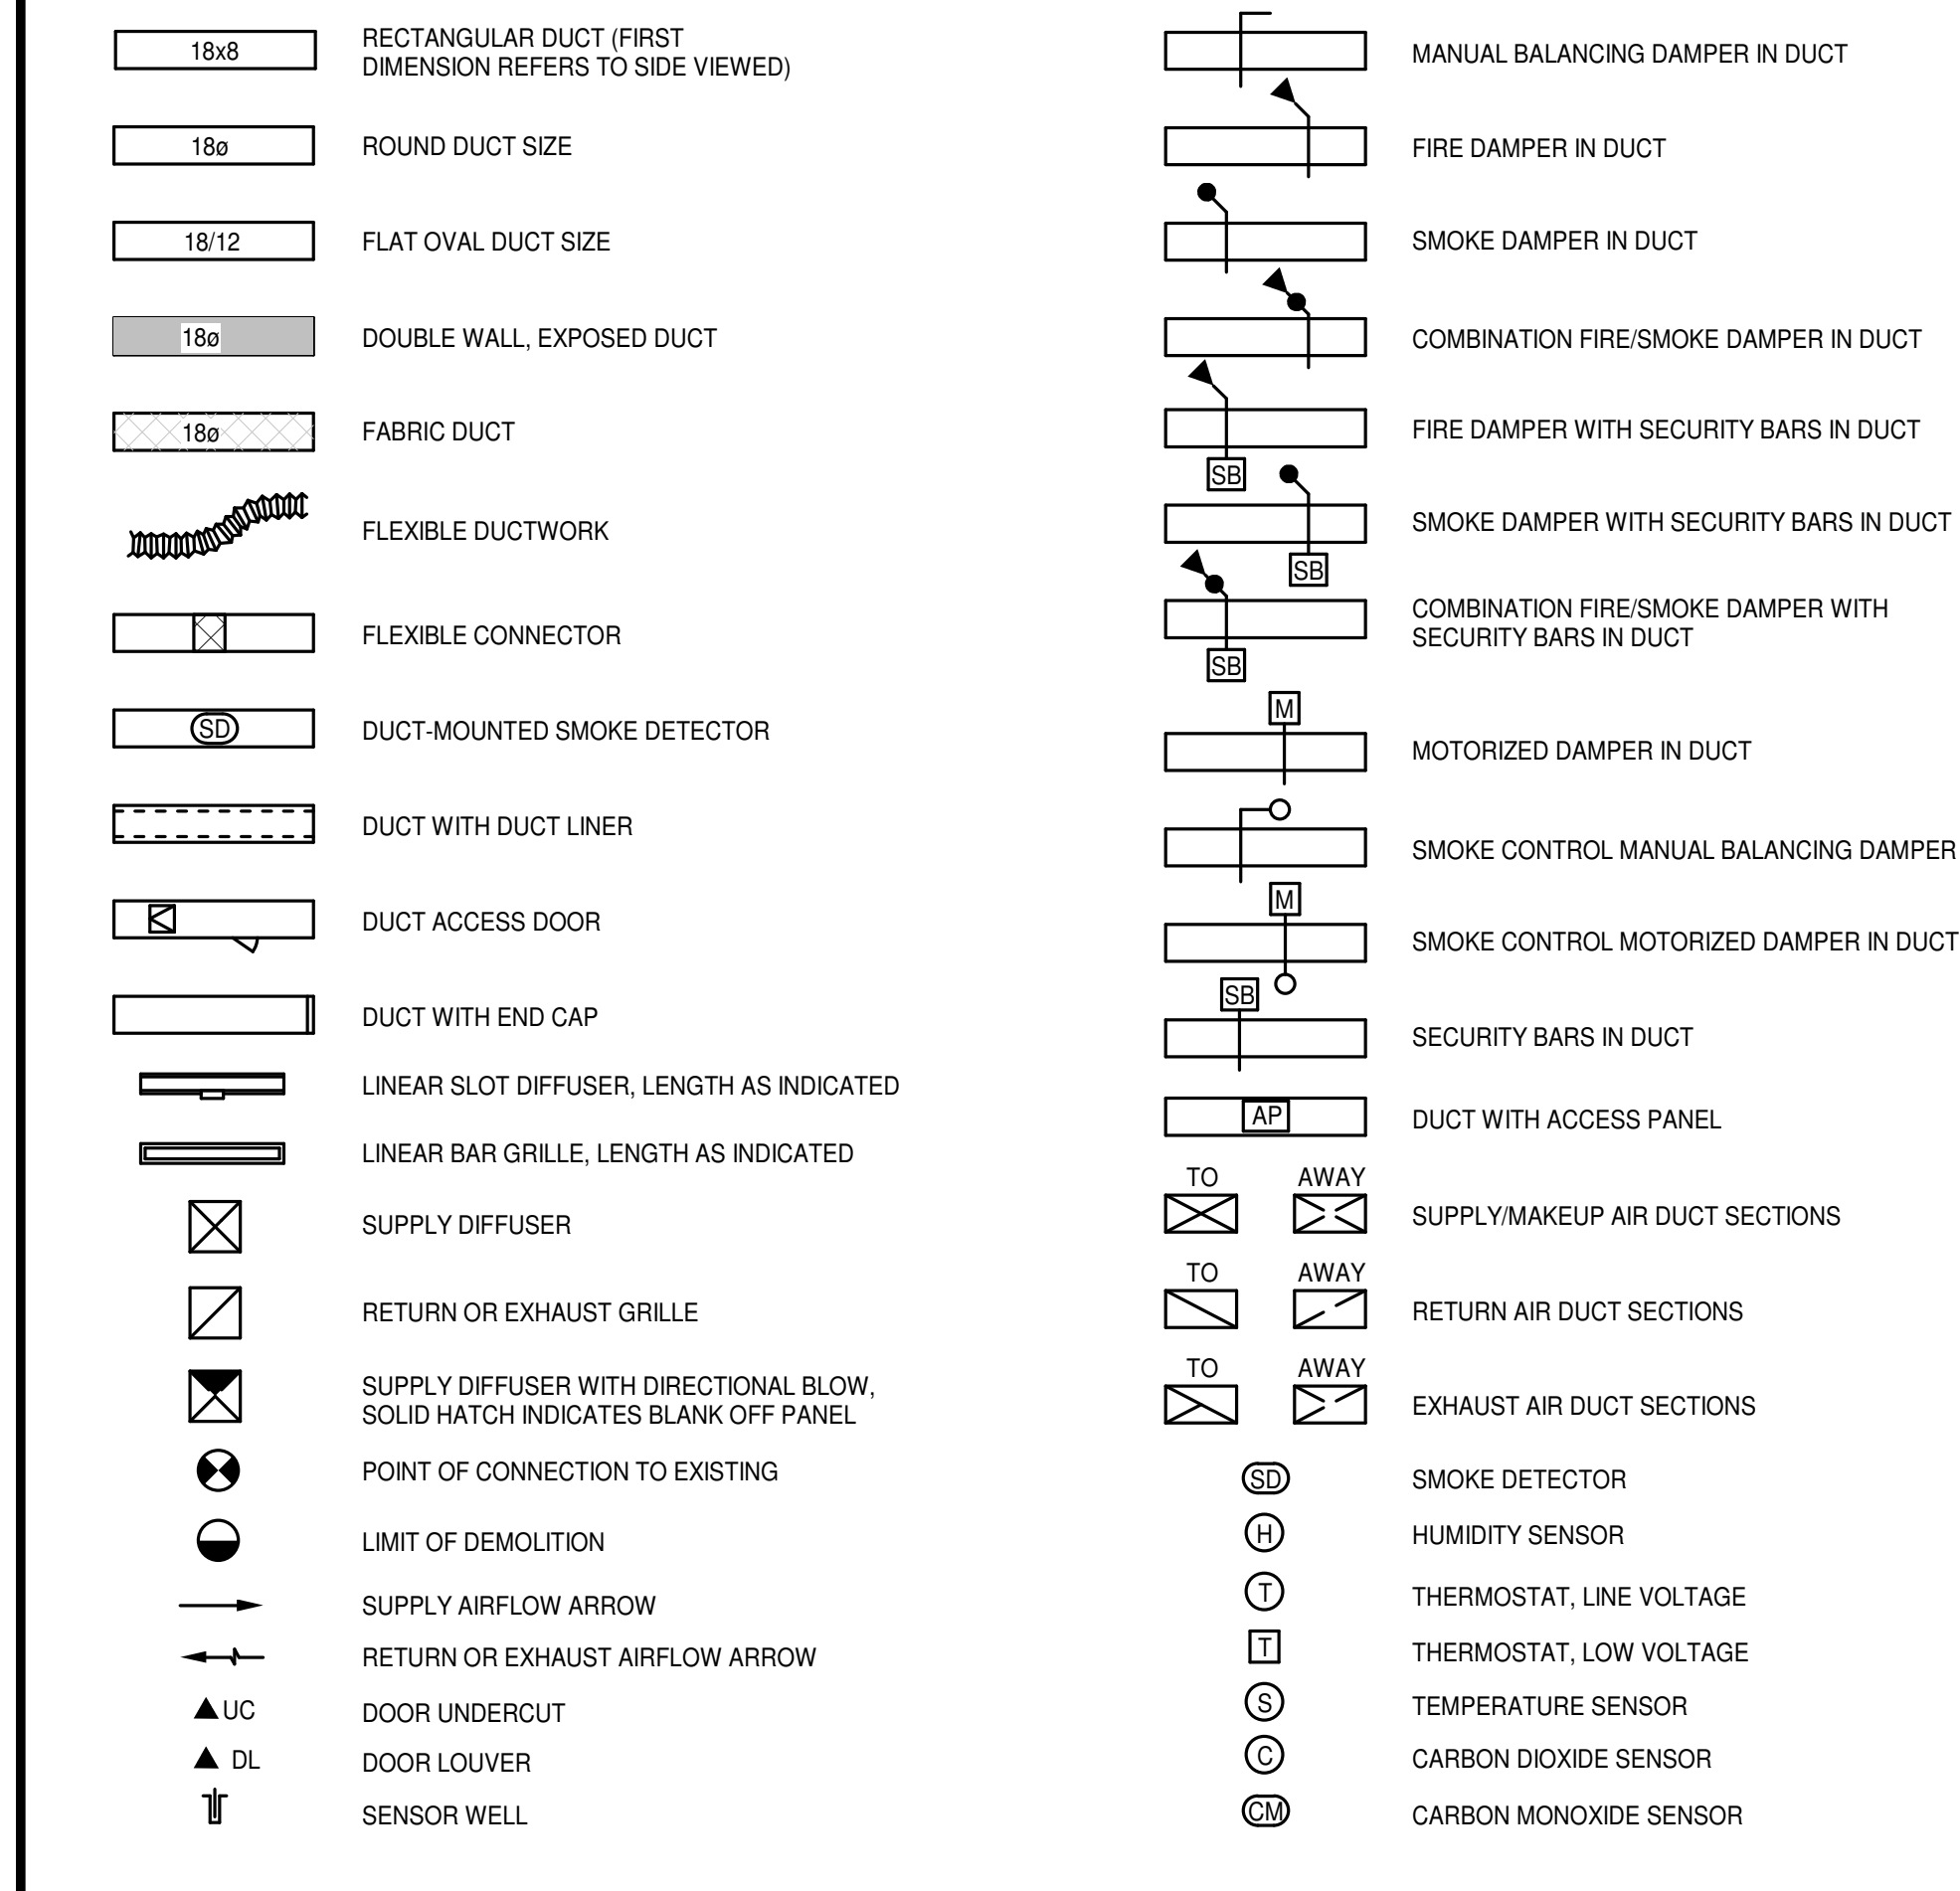 18x8
RECTANGULAR DUCT (FIRST
DIMENSION REFERS TO SIDE VIEWED)
18ø
ROUND DUCT SIZE
18/12
FLAT OVAL DUCT SIZE
18ø
DOUBLE WALL, EXPOSED DUCT
18ø
FABRIC DUCT
FLEXIBLE DUCTWORK
FLEXIBLE CONNECTOR
SD
DUCT-MOUNTED SMOKE DETECTOR
DUCT WITH DUCT LINER
DUCT ACCESS DOOR
DUCT WITH END CAP
LINEAR SLOT DIFFUSER, LENGTH AS INDICATED
LINEAR BAR GRILLE, LENGTH AS INDICATED
SUPPLY DIFFUSER
RETURN OR EXHAUST GRILLE
SUPPLY DIFFUSER WITH DIRECTIONAL BLOW,
SOLID HATCH INDICATES BLANK OFF PANEL
POINT OF CONNECTION TO EXISTING
LIMIT OF DEMOLITION
SUPPLY AIRFLOW ARROW
RETURN OR EXHAUST AIRFLOW ARROW
UC
DOOR UNDERCUT
DL
DOOR LOUVER
SENSOR WELL
MANUAL BALANCING DAMPER IN DUCT
FIRE DAMPER IN DUCT
SMOKE DAMPER IN DUCT
COMBINATION FIRE/SMOKE DAMPER IN DUCT
FIRE DAMPER WITH SECURITY BARS IN DUCT
SB
SMOKE DAMPER WITH SECURITY BARS IN DUCT
SB
COMBINATION FIRE/SMOKE DAMPER WITH
SECURITY BARS IN DUCT
SB
M
MOTORIZED DAMPER IN DUCT
SMOKE CONTROL MANUAL BALANCING DAMPER
M
SMOKE CONTROL MOTORIZED DAMPER IN DUCT
SB
SECURITY BARS IN DUCT
AP
DUCT WITH ACCESS PANEL
TO AWAY
SUPPLY/MAKEUP AIR DUCT SECTIONS
TO AWAY
RETURN AIR DUCT SECTIONS
TO AWAY
EXHAUST AIR DUCT SECTIONS
SD
SMOKE DETECTOR
H
HUMIDITY SENSOR
T
THERMOSTAT, LINE VOLTAGE
T
THERMOSTAT, LOW VOLTAGE
S
TEMPERATURE SENSOR
C
CARBON DIOXIDE SENSOR
CM
CARBON MONOXIDE SENSOR